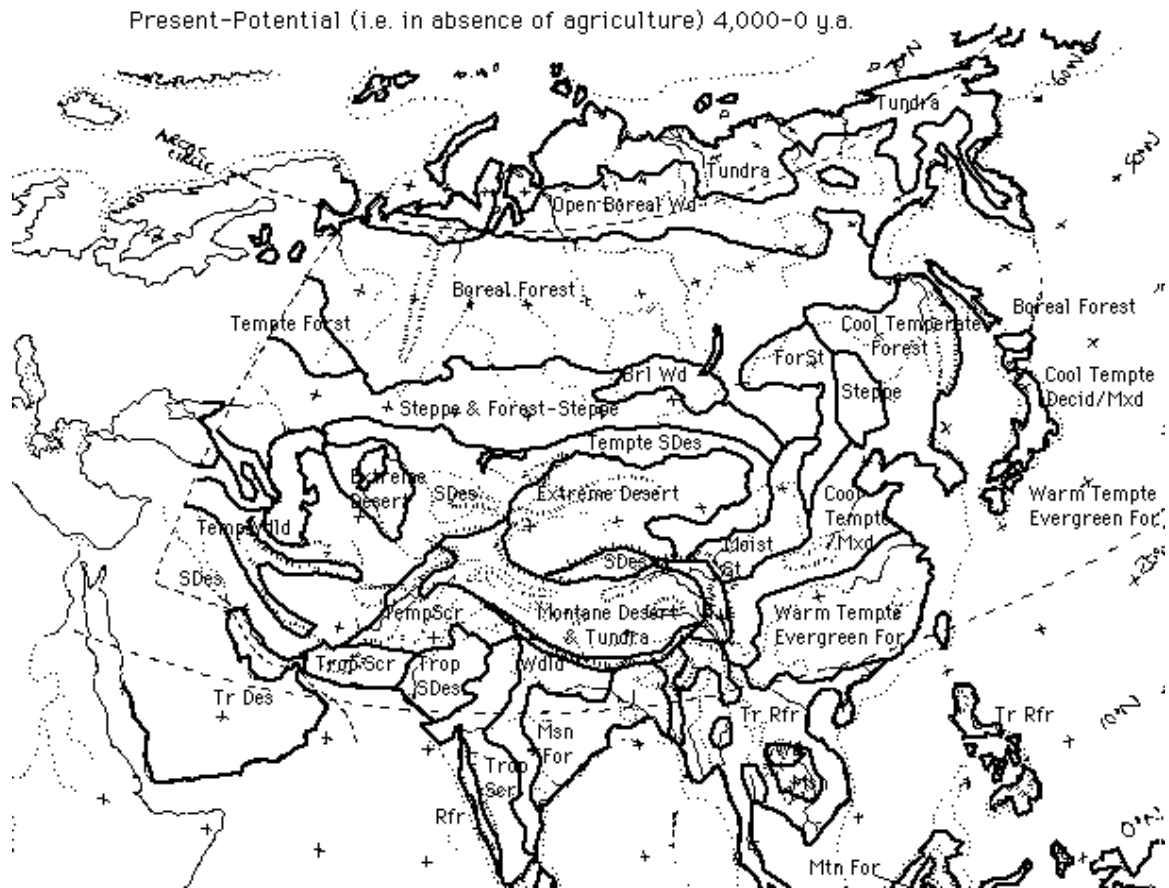 Present-Potential (i.e. in absence of agriculture) 4,000-0 y.a.
Tundra
Tundra
Open Boreal Wd
Boreal Forest
Tempte Forst
Boreal Forest
Cool Temperate
Forest
ForSt
Brl Wd
Steppe
Cool Tempte
Decid/Mxd
Steppe & Forest-Steppe
Tempte SDes
Extreme
Desert
SDes
Extreme Desert
Cool
Tempte
/Mxd
Warm Tempte
Evergreen For
Moist
St
SDes
SDes
TempScr
Montane Desert
& Tundra
Warm Tempte
Evergreen For
Trop Scr
Trop
SDes
Wdld
Tr Des
Msn
For
Tr Rfr
Tr Rfr
Trop
Scr
Rfr
Mtn For
10°N
0°N